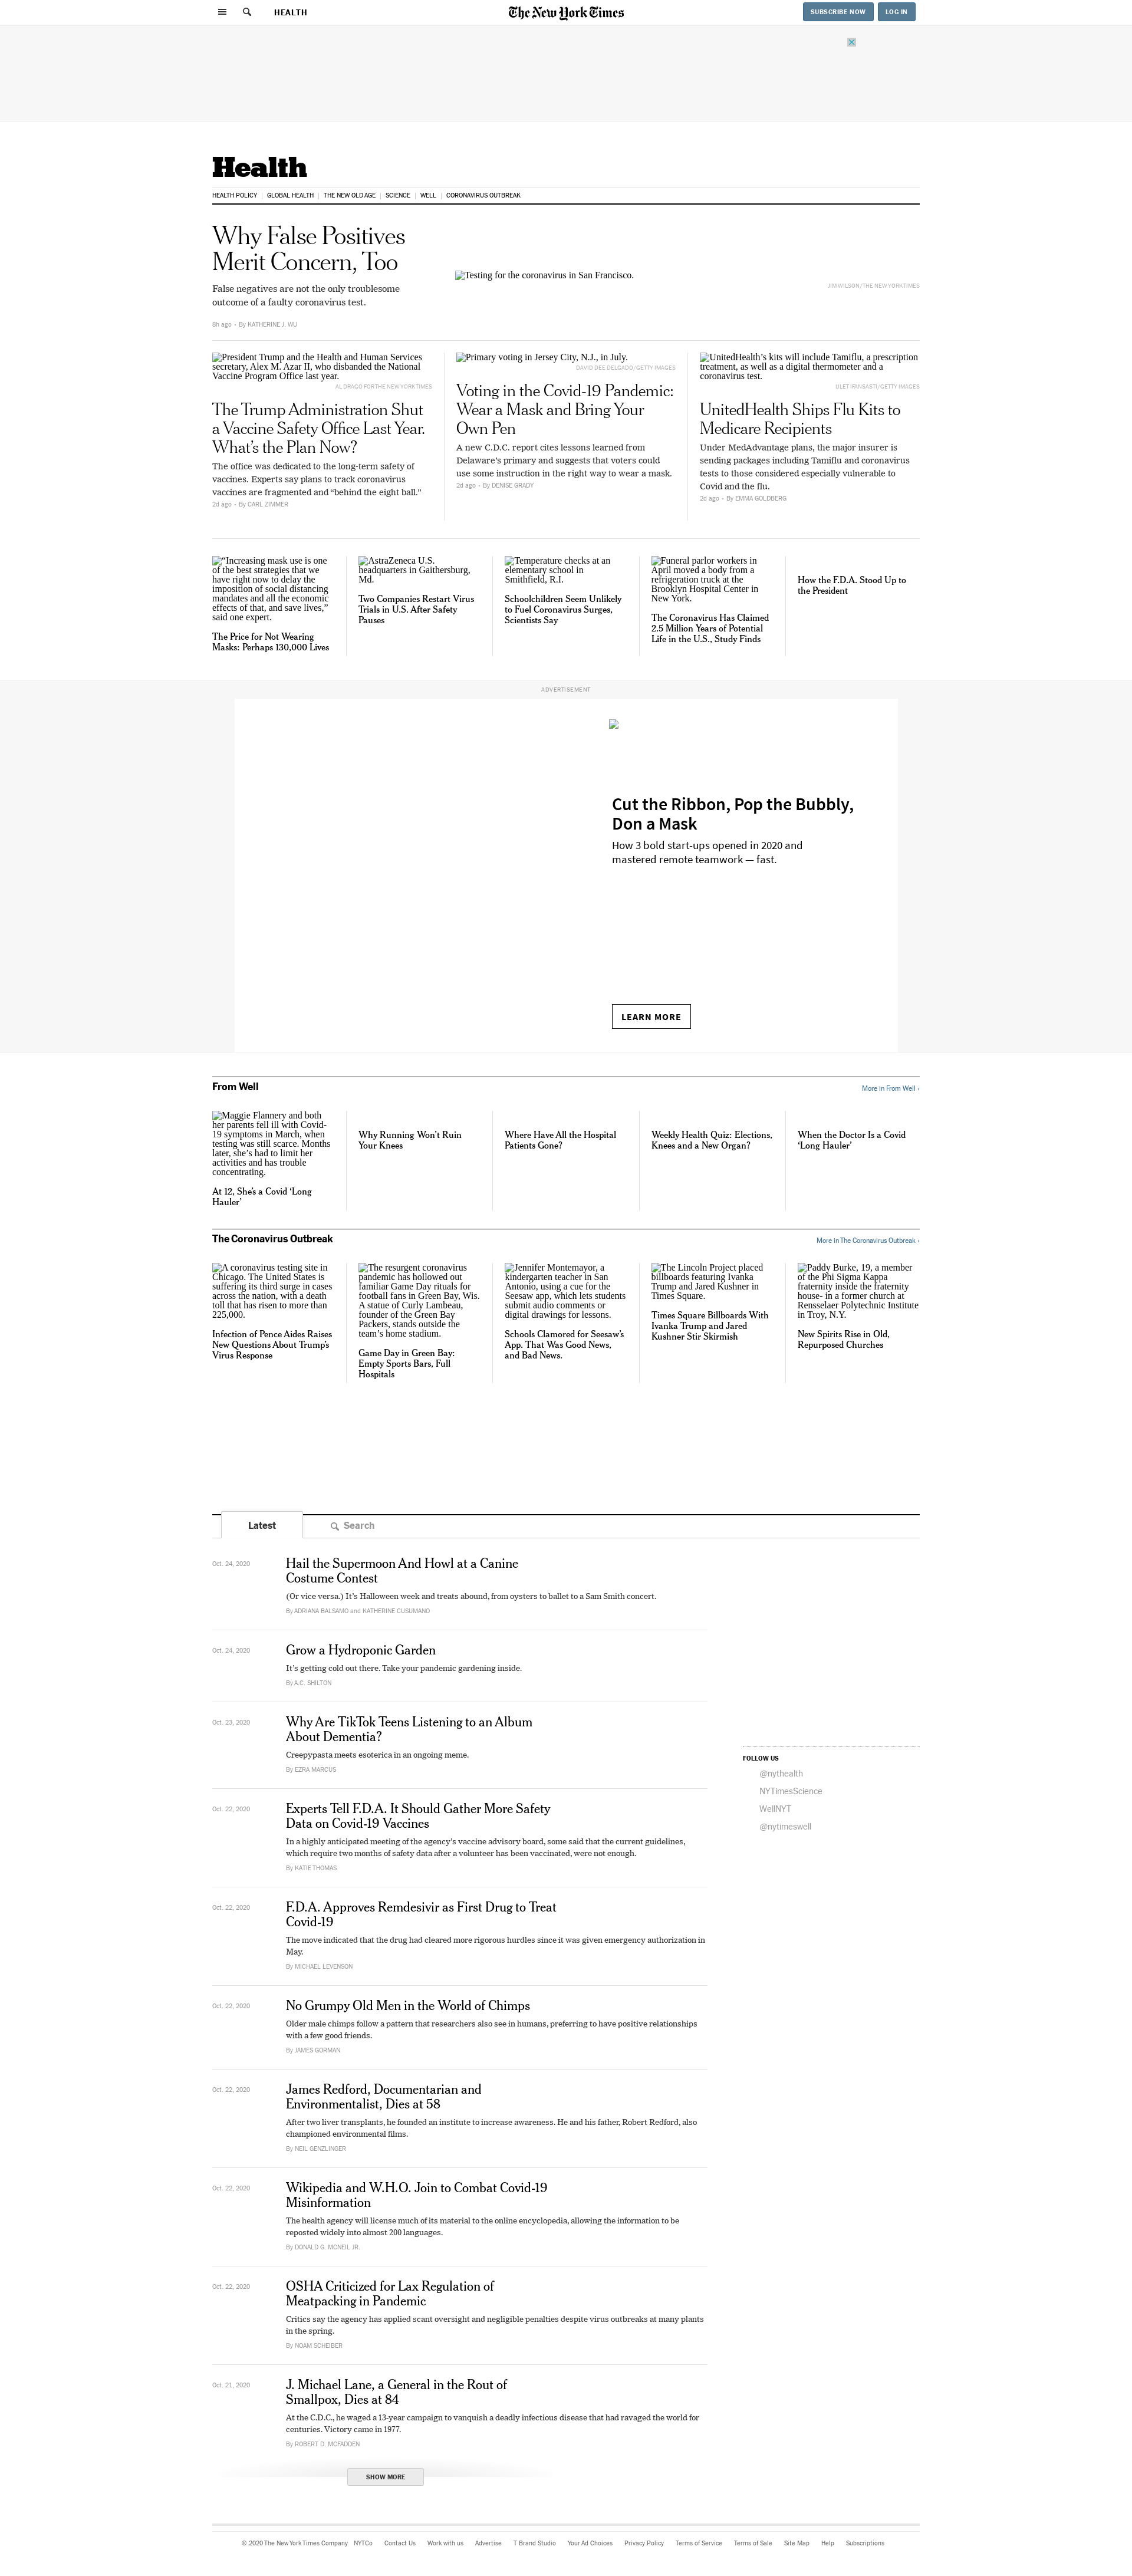 HEALTH
The New York Times
SUBSCRIBE NOW
LOG IN
Health
HEALTH POLICY | GLOBAL HEALTH | THE NEW OLD AGE | SCIENCE | WELL | CORONAVIRUS OUTBREAK
Why False Positives
Merit Concern, Too
False negatives are not the only troublesome
outcome of a faulty coronavirus test.
8h ago • By KATHERINE J. WU
Testing for the coronavirus in San Francisco.
JIM WILSON/THE NEW YORK TIMES
President Trump and the Health and Human Services
secretary, Alex M. Azar II, who disbanded the National
Vaccine Program Office last year.
AL DRAGO FOR THE NEW YORK TIMES
The Trump Administration Shut
a Vaccine Safety Office Last Year.
What's the Plan Now?
The office was dedicated to the long-term safety of
vaccines. Experts say plans to track coronavirus
vaccines are fragmented and "behind the eight ball."
2d ago • By CARL ZIMMER
Primary voting in Jersey City, N.J., in July.
DAVID DEE DELGADO/GETTY IMAGES
Voting in the Covid-19 Pandemic:
Wear a Mask and Bring Your
Own Pen
A new C.D.C. report cites lessons learned from
Delaware's primary and suggests that voters could
use some instruction in the right way to wear a mask.
2d ago • By DENISE GRADY
UnitedHealth's kits will include Tamiflu, a prescription
treatment, as well as a digital thermometer and a
coronavirus test.
ULET IFANSASTI/GETTY IMAGES
UnitedHealth Ships Flu Kits to
Medicare Recipients
Under MedAdvantage plans, the major insurer is
sending packages including Tamiflu and coronavirus
tests to those considered especially vulnerable to
Covid and the flu.
2d ago • By EMMA GOLDBERG
"Increasing mask use is one
of the best strategies that we
have right now to delay the
imposition of social distancing
mandates and all the economic
effects of that, and save lives,"
said one expert.
The Price for Not Wearing
Masks: Perhaps 130,000 Lives
AstraZeneca U.S.
headquarters in Gaithersburg,
Md.
Two Companies Restart Virus
Trials in U.S. After Safety
Pauses
Temperature checks at an
elementary school in
Smithfield, R.I.
Schoolchildren Seem Unlikely
to Fuel Coronavirus Surges,
Scientists Say
Funeral parlor workers in
April moved a body from a
refrigeration truck at the
Brooklyn Hospital Center in
New York.
The Coronavirus Has Claimed
2.5 Million Years of Potential
Life in the U.S., Study Finds
How the F.D.A. Stood Up to
the President
ADVERTISEMENT
Cut the Ribbon, Pop the Bubbly,
Don a Mask
How 3 bold start-ups opened in 2020 and
mastered remote teamwork — fast.
LEARN MORE
From Well
More in From Well ›
Maggie Flannery and both
her parents fell ill with Covid-
19 symptoms in March, when
testing was still scarce. Months
later, she's had to limit her
activities and has trouble
concentrating.
At 12, She's a Covid 'Long
Hauler'
Why Running Won't Ruin
Your Knees
Where Have All the Hospital
Patients Gone?
Weekly Health Quiz: Elections,
Knees and a New Organ?
When the Doctor Is a Covid
'Long Hauler'
The Coronavirus Outbreak
More in The Coronavirus Outbreak ›
A coronavirus testing site in
Chicago. The United States is
suffering its third surge in cases
across the nation, with a death
toll that has risen to more than
225,000.
Infection of Pence Aides Raises
New Questions About Trump's
Virus Response
The resurgent coronavirus
pandemic has hollowed out
familiar Game Day rituals for
football fans in Green Bay, Wis.
A statue of Curly Lambeau,
founder of the Green Bay
Packers, stands outside the
team's home stadium.
Game Day in Green Bay:
Empty Sports Bars, Full
Hospitals
Jennifer Montemayor, a
kindergarten teacher in San
Antonio, using a cue for the
Seesaw app, which lets students
submit audio comments or
digital drawings for lessons.
Schools Clamored for Seesaw's
App. That Was Good News,
and Bad News.
The Lincoln Project placed
billboards featuring Ivanka
Trump and Jared Kushner in
Times Square.
Times Square Billboards With
Ivanka Trump and Jared
Kushner Stir Skirmish
Paddy Burke, 19, a member
of the Phi Sigma Kappa
fraternity inside the fraternity
house- in a former church at
Rensselaer Polytechnic Institute
in Troy, N.Y.
New Spirits Rise in Old,
Repurposed Churches
Latest
Search
Oct. 24, 2020
Hail the Supermoon And Howl at a Canine
Costume Contest
(Or vice versa.) It's Halloween week and treats abound, from oysters to ballet to a Sam Smith concert.
By ADRIANA BALSAMO and KATHERINE CUSUMANO
Oct. 24, 2020
Grow a Hydroponic Garden
It's getting cold out there. Take your pandemic gardening inside.
By A.C. SHILTON
Oct. 23, 2020
Why Are TikTok Teens Listening to an Album
About Dementia?
Creepypasta meets esoterica in an ongoing meme.
By EZRA MARCUS
FOLLOW US
@nythealth
NYTimesScience
WellNYT
@nytimeswell
Oct. 22, 2020
Experts Tell F.D.A. It Should Gather More Safety
Data on Covid-19 Vaccines
In a highly anticipated meeting of the agency's vaccine advisory board, some said that the current guidelines,
which require two months of safety data after a volunteer has been vaccinated, were not enough.
By KATIE THOMAS
Oct. 22, 2020
F.D.A. Approves Remdesivir as First Drug to Treat
Covid-19
The move indicated that the drug had cleared more rigorous hurdles since it was given emergency authorization in
May.
By MICHAEL LEVENSON
Oct. 22, 2020
No Grumpy Old Men in the World of Chimps
Older male chimps follow a pattern that researchers also see in humans, preferring to have positive relationships
with a few good friends.
By JAMES GORMAN
Oct. 22, 2020
James Redford, Documentarian and
Environmentalist, Dies at 58
After two liver transplants, he founded an institute to increase awareness. He and his father, Robert Redford, also
championed environmental films.
By NEIL GENZLINGER
Oct. 22, 2020
Wikipedia and W.H.O. Join to Combat Covid-19
Misinformation
The health agency will license much of its material to the online encyclopedia, allowing the information to be
reposted widely into almost 200 languages.
By DONALD G. MCNEIL JR.
Oct. 22, 2020
OSHA Criticized for Lax Regulation of
Meatpacking in Pandemic
Critics say the agency has applied scant oversight and negligible penalties despite virus outbreaks at many plants
in the spring.
By NOAM SCHEIBER
Oct. 21, 2020
J. Michael Lane, a General in the Rout of
Smallpox, Dies at 84
At the C.D.C., he waged a 13-year campaign to vanquish a deadly infectious disease that had ravaged the world for
centuries. Victory came in 1977.
By ROBERT D. MCFADDEN
SHOW MORE
© 2020 The New York Times Company NYTCo Contact Us Work with us Advertise T Brand Studio Your Ad Choices Privacy Policy Terms of Service Terms of Sale Site Map Help Subscriptions